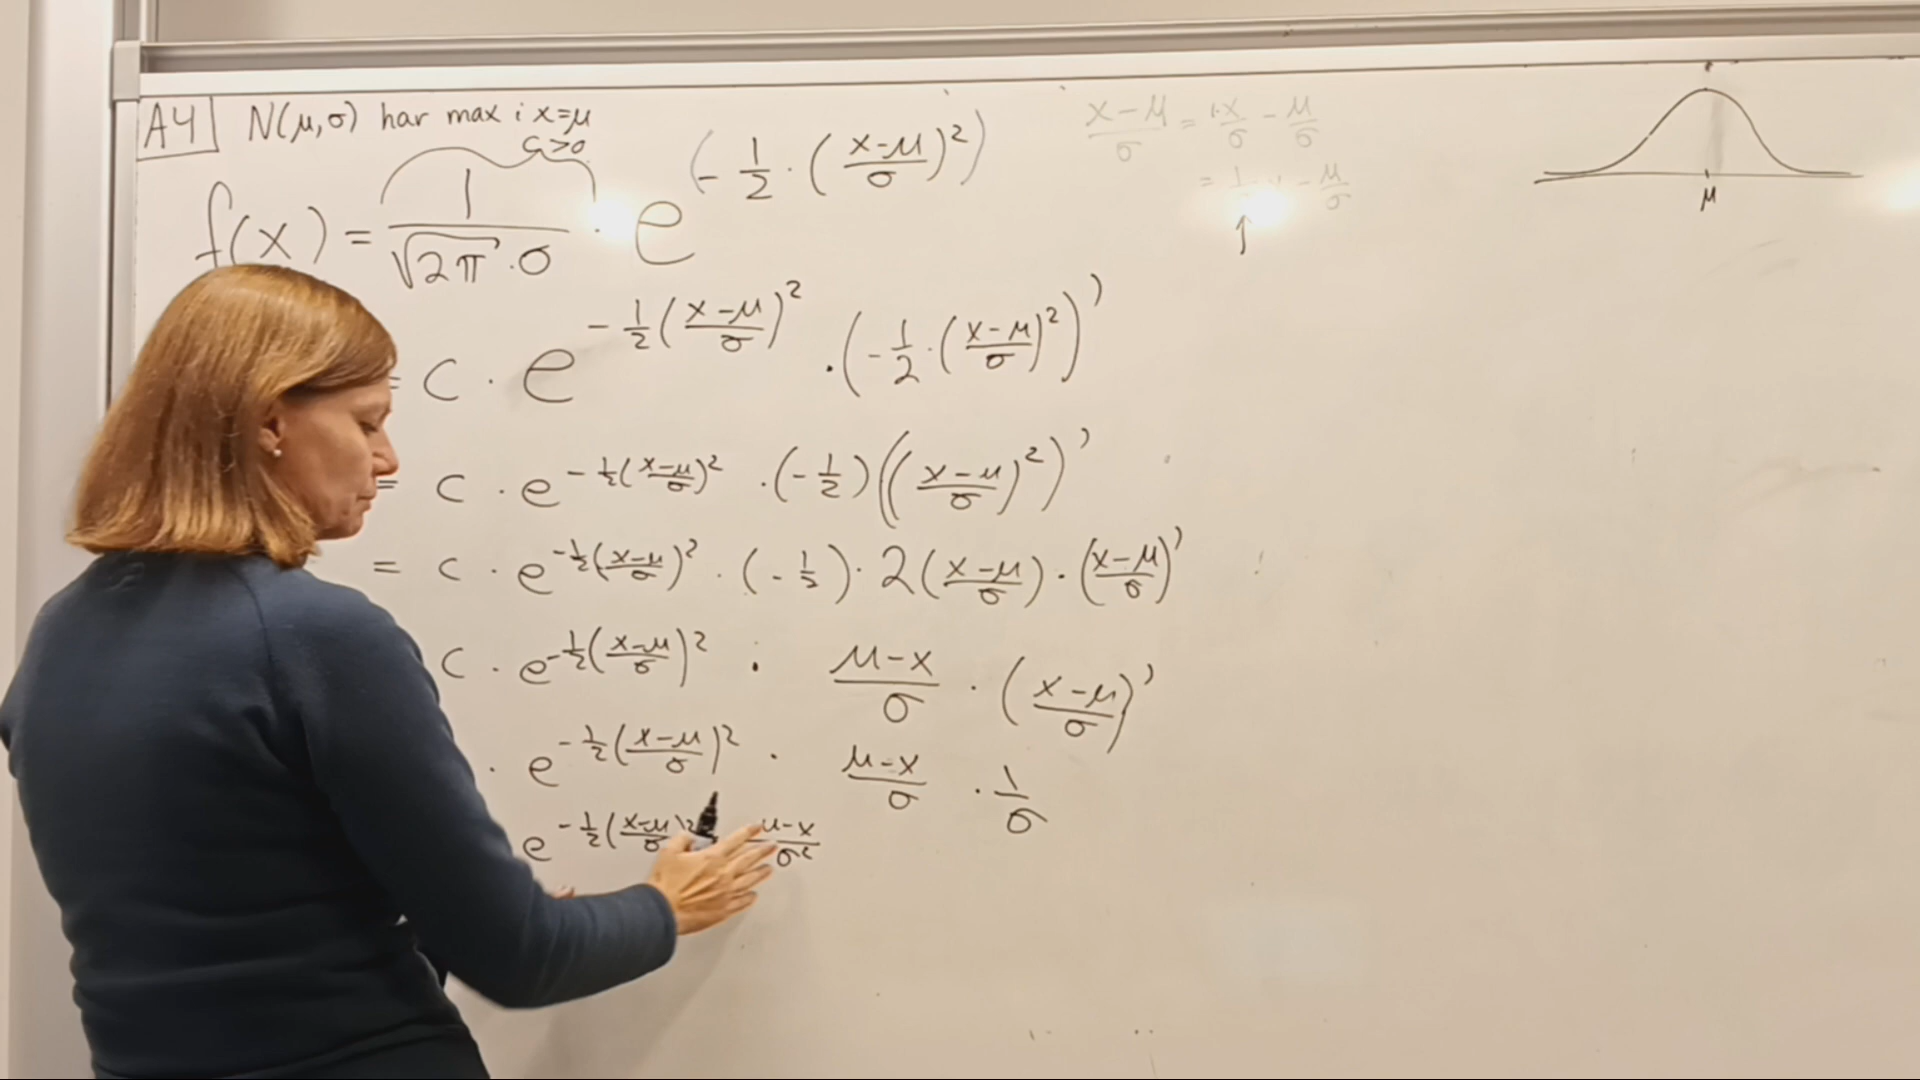 A4 N(μ,σ) har max i x=μ
C>0
f(x) = 1/(√2π · σ) · e^(-1/2 · ((x-μ)/σ)²)
(x-μ)/σ = 1·x/σ - μ/σ
= - μ/σ
↑
μ
= c · e^(-1/2((x-μ)/σ)²) · (-1/2 · ((x-μ)/σ)²)'
= c · e^(-1/2((x-μ)/σ)²) · (-1/2)(((x-μ)/σ)²)'
= c · e^(-1/2((x-μ)/σ)²) · (-1/2) · 2((x-μ)/σ) · ((x-μ)/σ)'
c · e^(-1/2((x-μ)/σ)²) · (μ-x)/σ · ((x-μ)/σ)'
· e^(-1/2((x-μ)/σ)²) · (μ-x)/σ · 1/σ
e^(-1/2((x-μ)/σ)²) (μ-x)/σ²